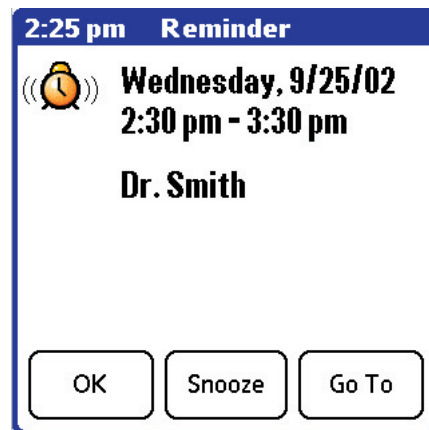 2:25 pm Reminder
Wednesday, 9/25/02
2:30 pm - 3:30 pm
Dr. Smith
OK Snooze Go To